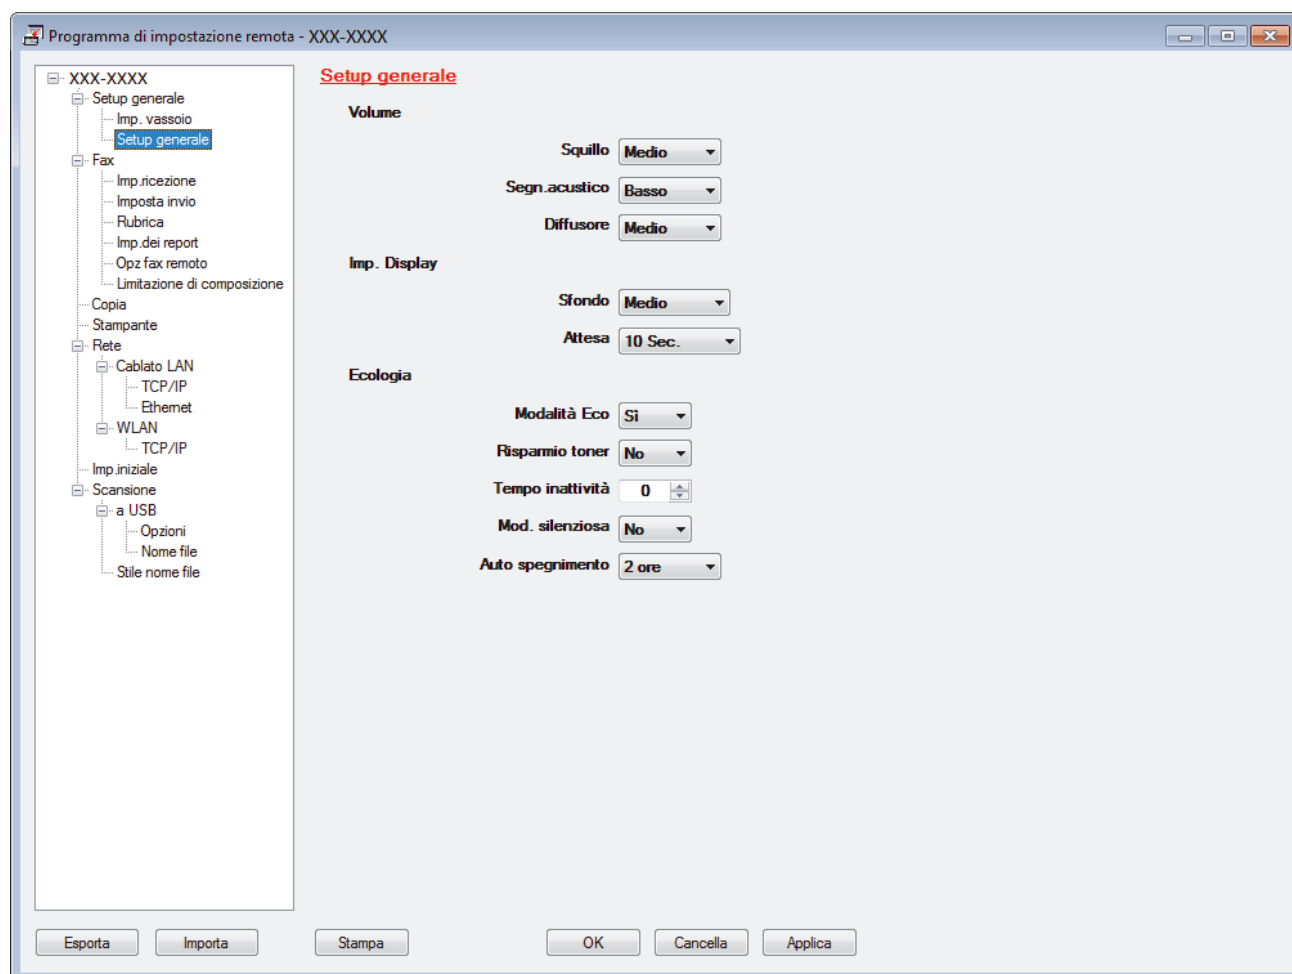 Programma di impostazione remota - XXX-XXXX
XXX-XXXX
Setup generale
Imp. vassoio
Setup generale
Fax
Imp.ricezione
Imposta invio
Rubrica
Imp.dei report
Opz fax remoto
Limitazione di composizione
Copia
Stampante
Rete
Cablato LAN
TCP/IP
Ethernet
WLAN
TCP/IP
Imp.iniziale
Scansione
a USB
Opzioni
Nome file
Stile nome file
Setup generale
Volume
Squillo Medio
Segn.acustico Basso
Diffusore Medio
Imp. Display
Sfondo Medio
Attesa 10 Sec.
Ecologia
Modalità Eco Sì
Risparmio toner No
Tempo inattività 0
Mod. silenziosa No
Auto spegnimento 2 ore
Esporta Importa Stampa OK Cancella Applica